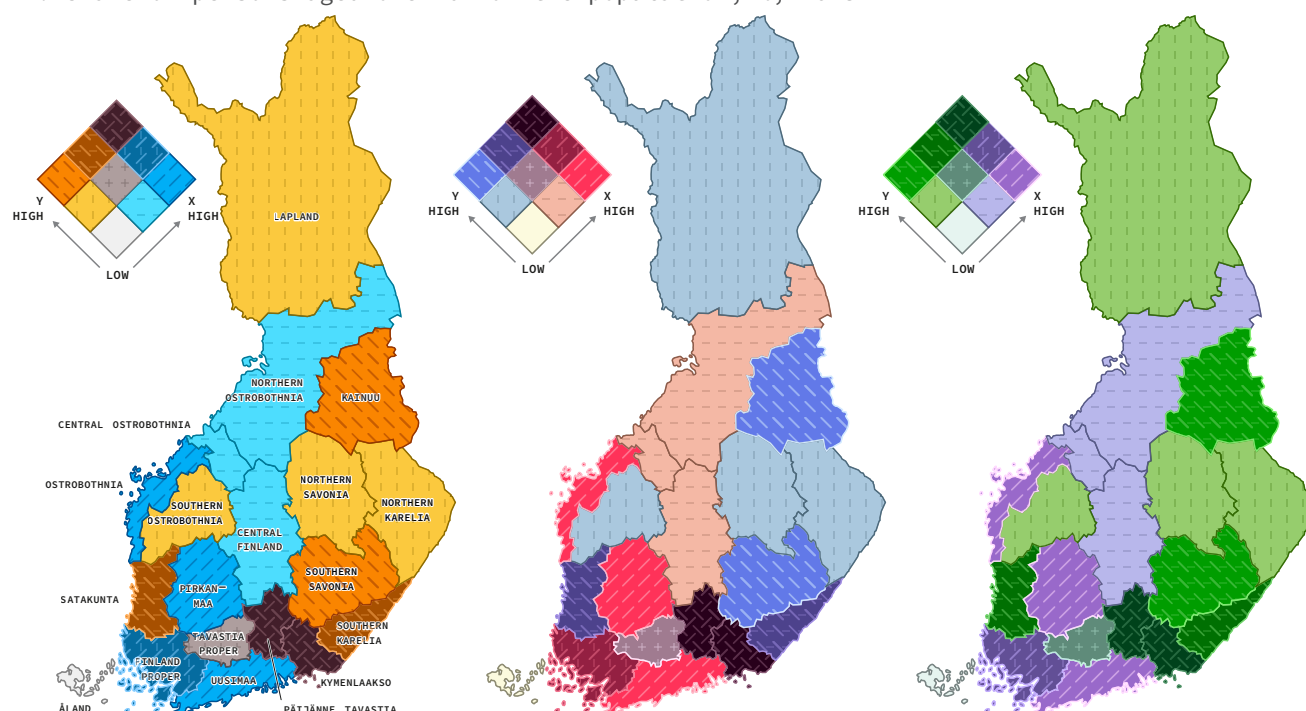 Y
HIGH
X
HIGH
LOW
Y
HIGH
X
HIGH
LOW
Y
HIGH
X
HIGH
LOW
LAPLAND
NORTHERN
OSTROBOTHNIA
KAINUU
CENTRAL OSTROBOTHNIA
OSTROBOTHNIA
SOUTHERN
OSTROBOTHNIA
NORTHERN
SAVONIA
NORTHERN
KARELIA
CENTRAL
FINLAND
SOUTHERN
SAVONIA
PIRKAN—
MAA
SATAKUNTA
TAVASTIA
PROPER
SOUTHERN
KARELIA
FINLAND
PROPER
UUSIMAA
KYMENLAAKSO
ÅLAND
PÄIJÄNNE TAVASTIA